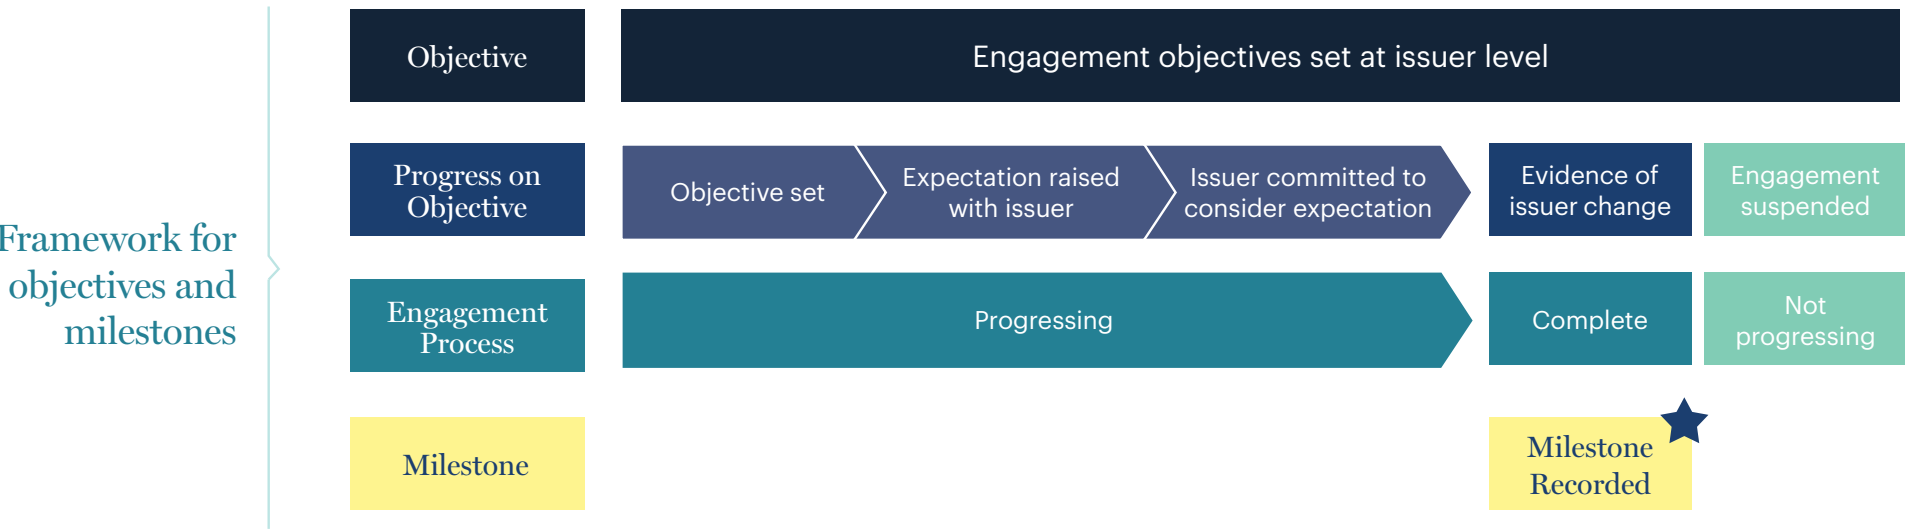 Framework for
objectives and
milestones
Objective
Engagement objectives set at issuer level
Progress on
Objective
Objective set
Expectation raised
with issuer
Issuer committed to
consider expectation
Evidence of
issuer change
Engagement
suspended
Engagement
Process
Progressing
Complete
Not
progressing
Milestone
Milestone
Recorded